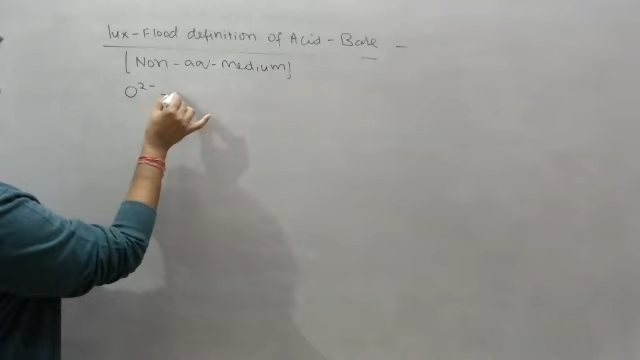 lux-Flood definition of Acid-Base -
[Non-aq-medium]
O²⁻ -